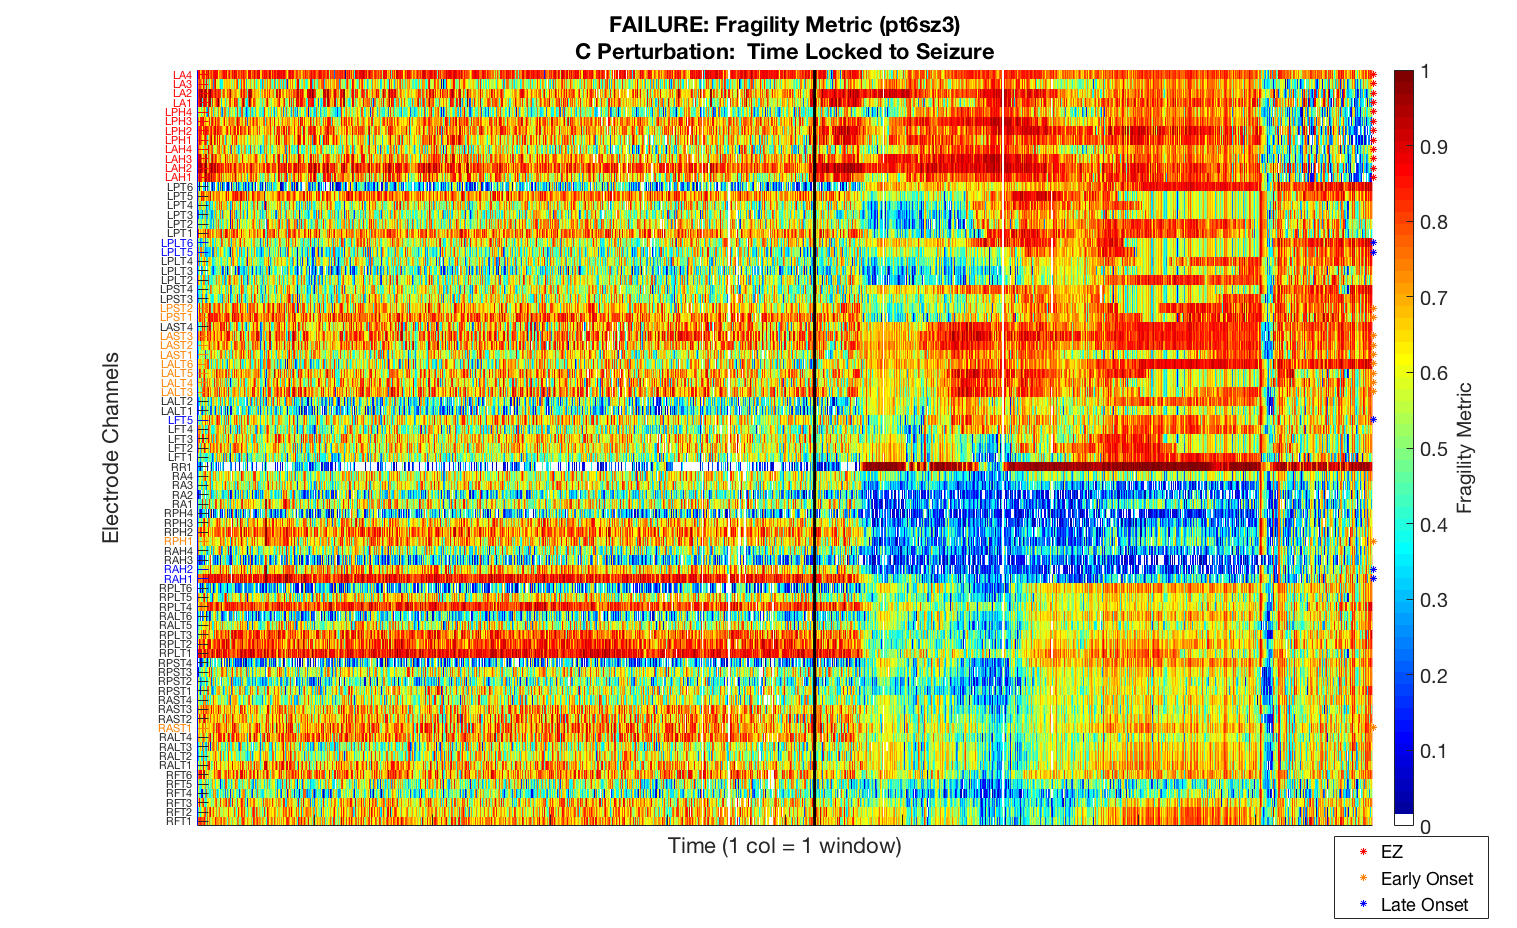 FAILURE: Fragility Metric (pt6sz3)
C Perturbation:  Time Locked to Seizure
Electrode Channels
LA4
LA3
LA2
LA1
LPH4
LPH3
LPH2
LPH1
LAH4
LAH3
LAH2
LAH1
LPT6
LPT5
LPT4
LPT3
LPT2
LPT1
LPLT6
LPLT5
LPLT4
LPLT3
LPLT2
LPST4
LPST3
LPST2
LPST1
LAST4
LAST3
LAST2
LAST1
LALT6
LALT5
LALT4
LALT3
LALT2
LALT1
LFT5
LFT4
LFT3
LFT2
LFT1
RR1
RA4
RA3
RA2
RA1
RPH4
RPH3
RPH2
RPH1
RAH4
RAH3
RAH2
RAH1
RPLT6
RPLT5
RPLT4
RALT6
RALT5
RPLT3
RPLT2
RPLT1
RPST4
RPST3
RPST2
RPST1
RAST4
RAST3
RAST2
RAST1
RALT4
RALT3
RALT2
RALT1
RFT6
RFT5
RFT4
RFT3
RFT2
RFT1
Time (1 col = 1 window)
1
0.9
0.8
0.7
0.6
0.5
0.4
0.3
0.2
0.1
0
Fragility Metric
EZ
Early Onset
Late Onset